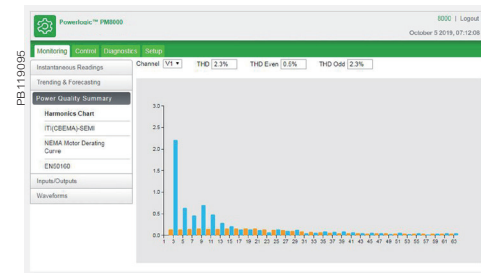 Powerlogic™ PM8000
8000 | Logout
October 5 2019, 07:12:08
Monitoring Control Diagnostics Setup
PB119095
Instantaneous Readings
Trending & Forecasting
Power Quality Summary
Harmonics Chart
ITI(CBEMA)-SEMI
NEMA Motor Derating
Curve
EN50160
Inputs/Outputs
Waveforms
Channel V1 THD 2.3% THD Even 0.5% THD Odd 2.3%
3.0
2.5
2.0
1.5
1.0
0.5
0.0
1 3 5 7 9 11 13 15 17 19 21 23 25 27 29 31 33 35 37 39 41 43 45 47 49 51 53 55 57 59 61 63